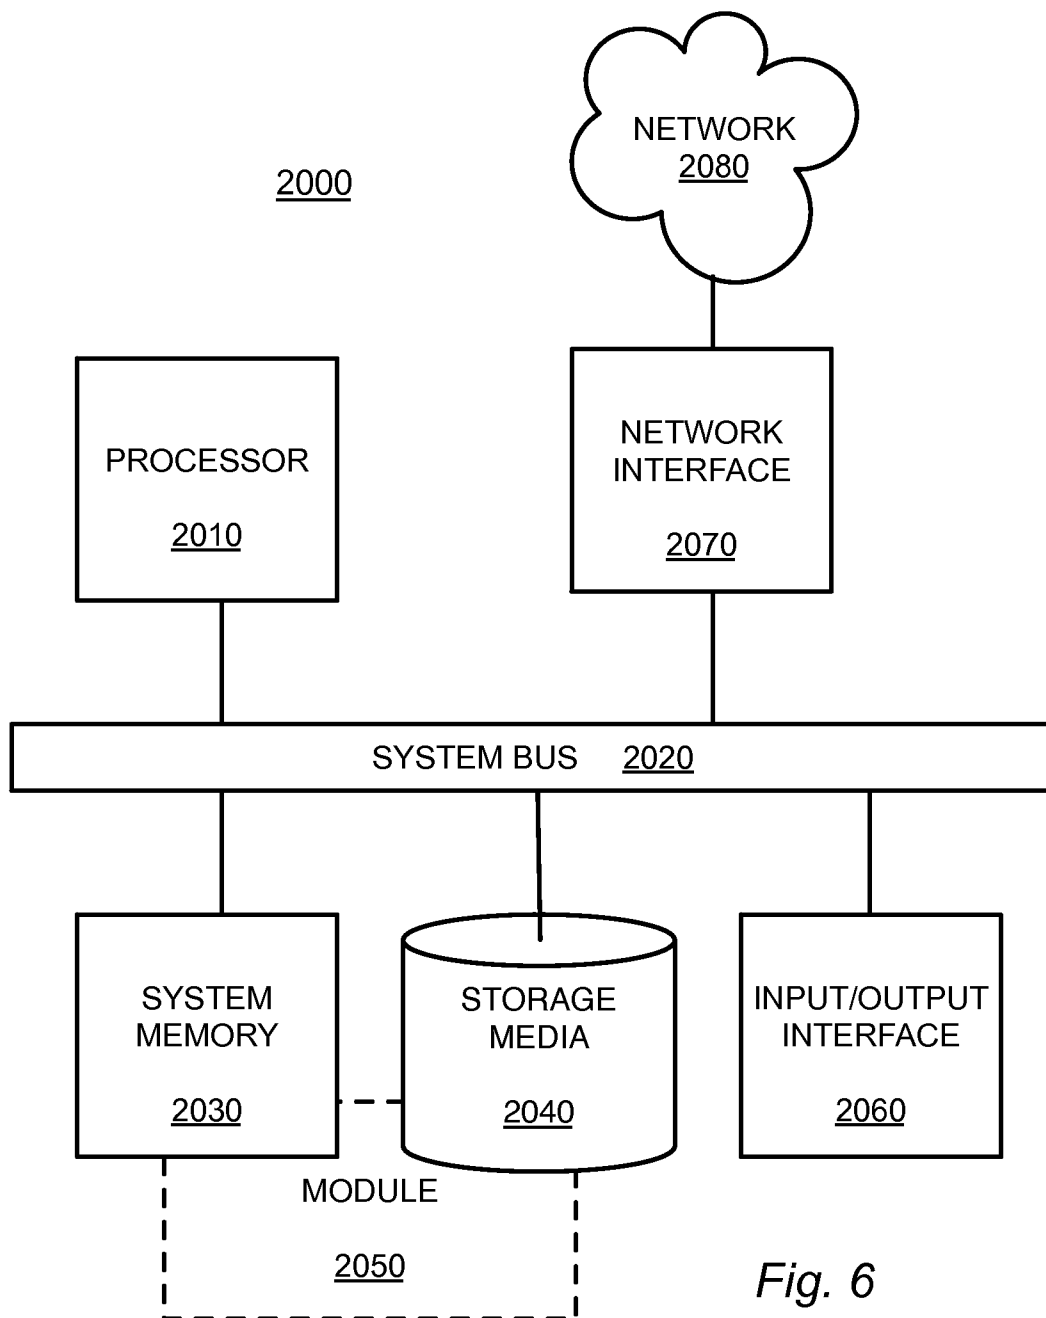 NETWORK
2080
2000
PROCESSOR
2010
NETWORK
INTERFACE
2070
SYSTEM BUS 2020
SYSTEM
MEMORY
2030
STORAGE
MEDIA
2040
INPUT/OUTPUT
INTERFACE
2060
MODULE
2050
Fig. 6